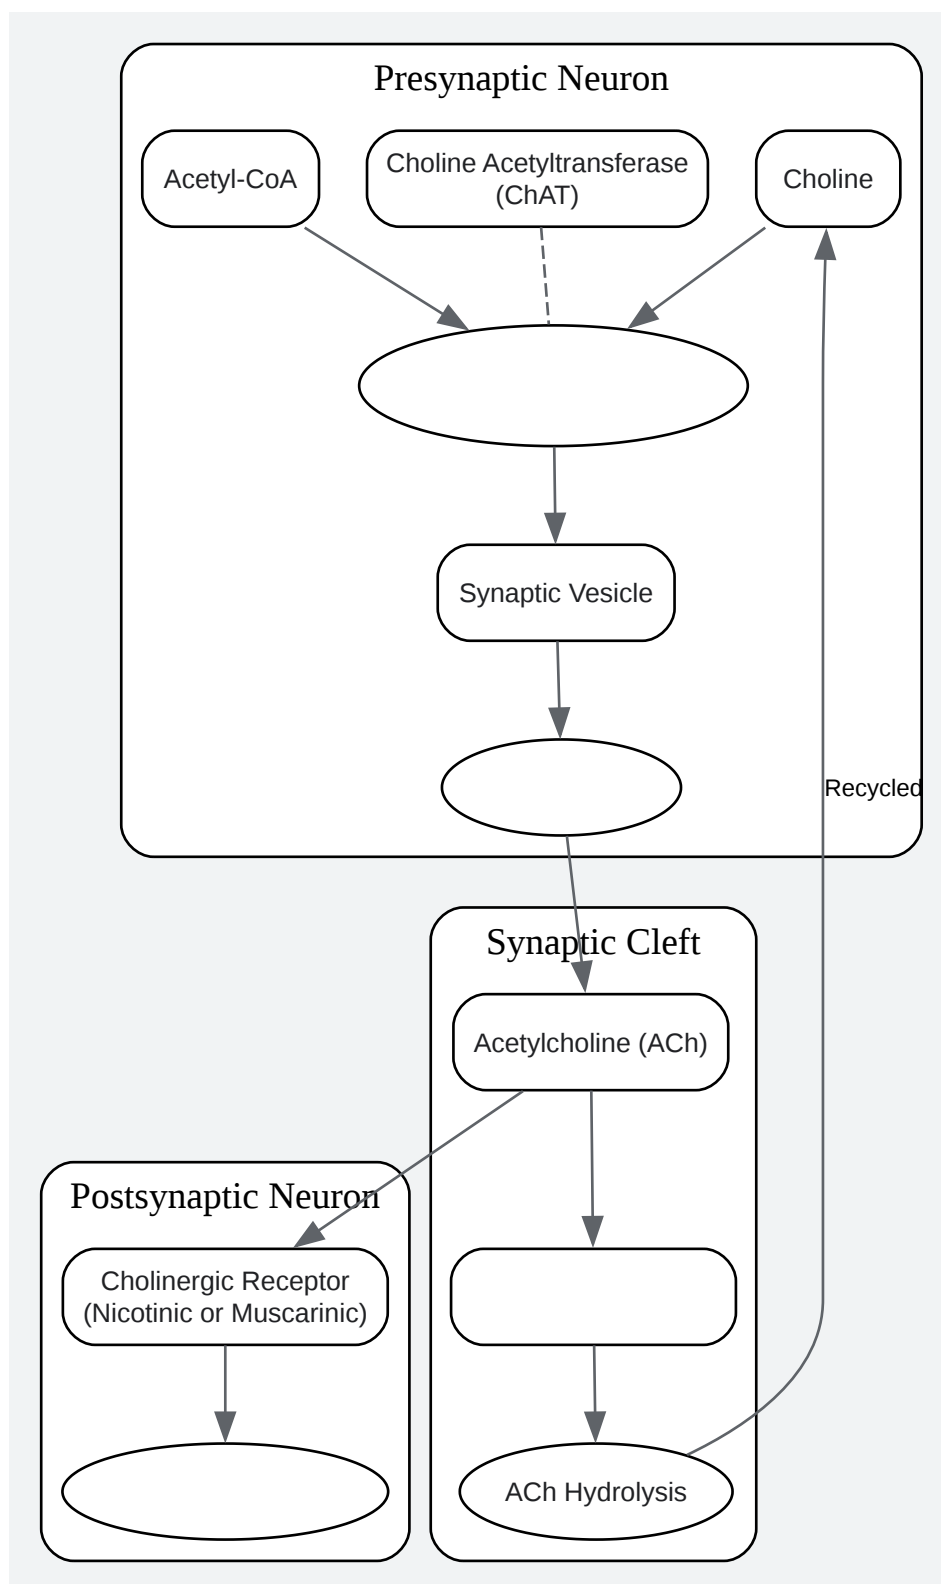 Presynaptic Neuron
Acetyl-CoA
Choline Acetyltransferase
(ChAT)
Choline
Synaptic Vesicle
Recycled
Synaptic Cleft
Acetylcholine (ACh)
Postsynaptic Neuron
Cholinergic Receptor
(Nicotinic or Muscarinic)
ACh Hydrolysis